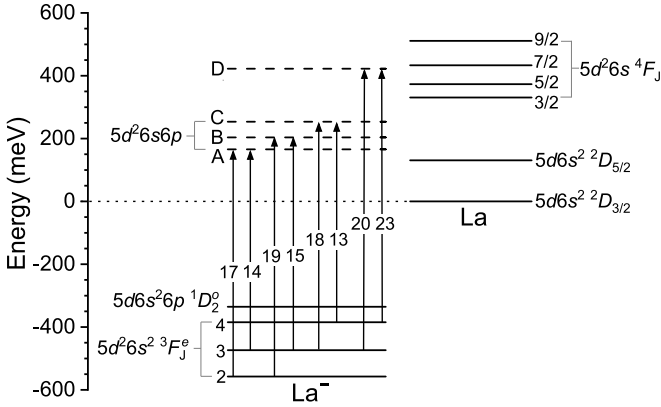 600
400
200
0
-200
-400
-600
Energy (meV)
D
C
B
A
5d²6s6p
17
14
19
15
18
13
20
23
5d6s²6p ¹D₂ᵒ
5d²6s² ³F_Jᵉ
4
3
2
La⁻
9/2
7/2
5/2
3/2
5d²6s ⁴F_J
5d6s² ²D₅/₂
5d6s² ²D₃/₂
La